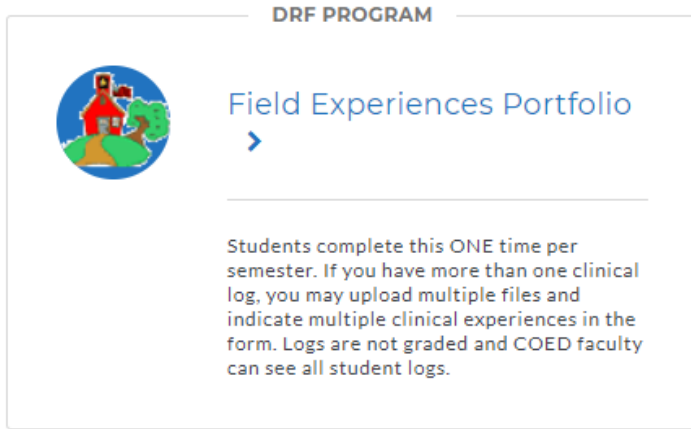 DRF PROGRAM
Field Experiences Portfolio
Students complete this ONE time per
semester. If you have more than one clinical
log, you may upload multiple files and
indicate multiple clinical experiences in the
form. Logs are not graded and COED faculty
can see all student logs.